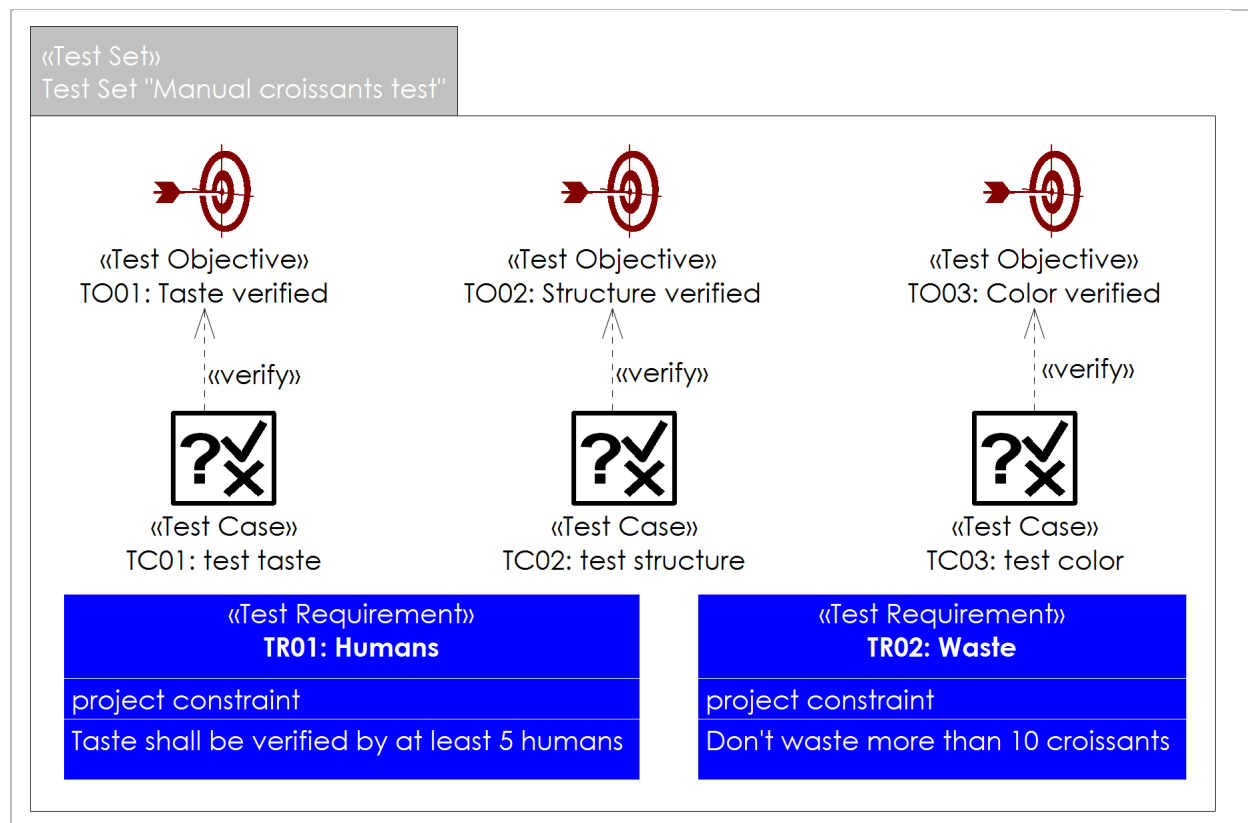 «Test Set»
Test Set "Manual croissants test"
«Test Objective»
TO01: Taste verified
«Test Objective»
TO02: Structure verified
«Test Objective»
TO03: Color verified
«verify»
«verify»
«verify»
«Test Case»
TC01: test taste
«Test Case»
TC02: test structure
«Test Case»
TC03: test color
«Test Requirement»
TR01: Humans
project constraint
Taste shall be verified by at least 5 humans
«Test Requirement»
TR02: Waste
project constraint
Don't waste more than 10 croissants